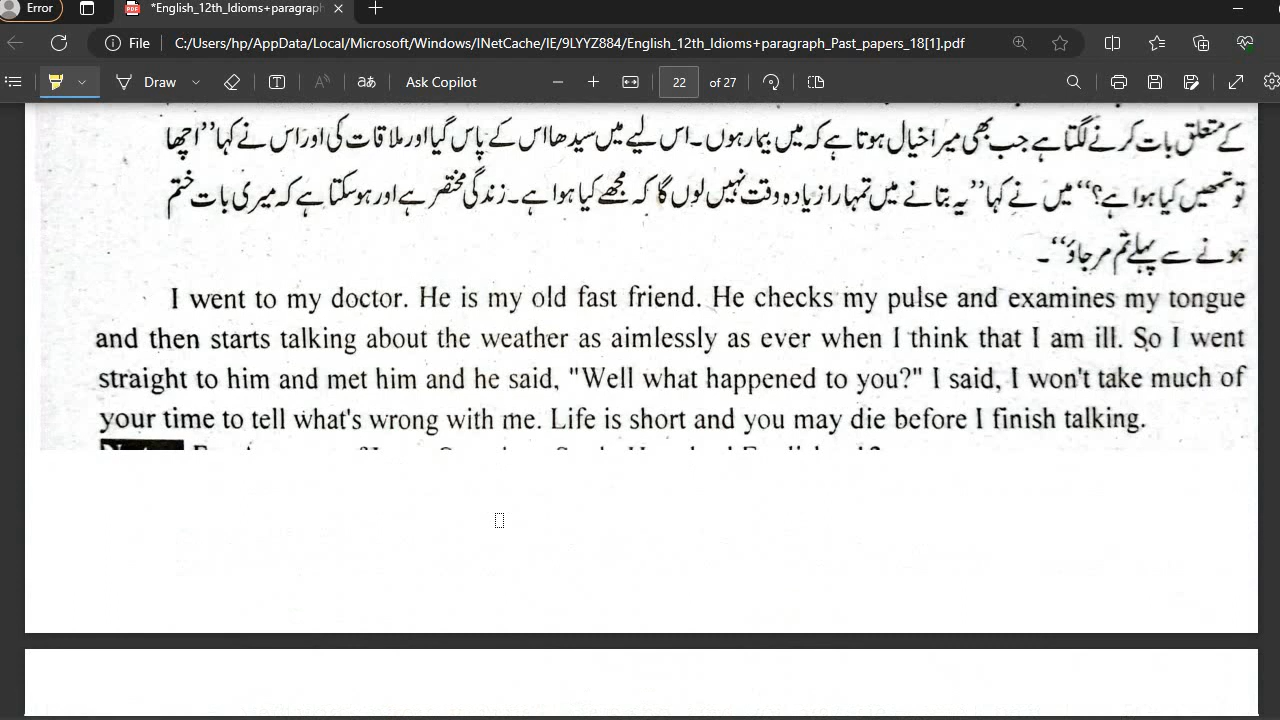 Error
*English_12th_Idioms+paragraph
File
C:/Users/hp/AppData/Local/Microsoft/Windows/INetCache/IE/9LYYZ884/English_12th_Idioms+paragraph_Past_papers_18[1].pdf
Draw
Ask Copilot
22 of 27
کے متعلق بات کرنے لگتا ہے جب بھی میرا خیال ہوتا ہے کہ میں بیمار ہوں۔ اس لیے میں سیدھا اس کے پاس گیا اور ملاقات کی اور اس نے کہا ”اچھا
تو تمھیں کیا ہوا ہے؟“ میں نے کہا ”یہ بتانے میں تمہارا زیادہ وقت نہیں لوں گا کہ مجھے کیا ہوا ہے۔ زندگی مختصر ہے اور ہو سکتا ہے کہ میری بات ختم
ہونے سے پہلے تم مر جاؤ“۔
I went to my doctor. He is my old fast friend. He checks my pulse and examines my tongue
and then starts talking about the weather as aimlessly as ever when I think that I am ill. So I went
straight to him and met him and he said, "Well what happened to you?" I said, I won't take much of
your time to tell what's wrong with me. Life is short and you may die before I finish talking.